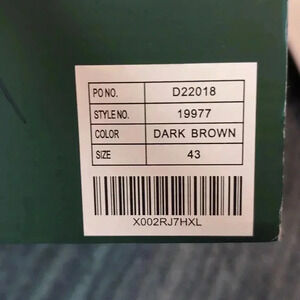 PO NO. D22018
STYLE NO. 19977
COLOR DARK BROWN
SIZE 43
X002RJ7HXL